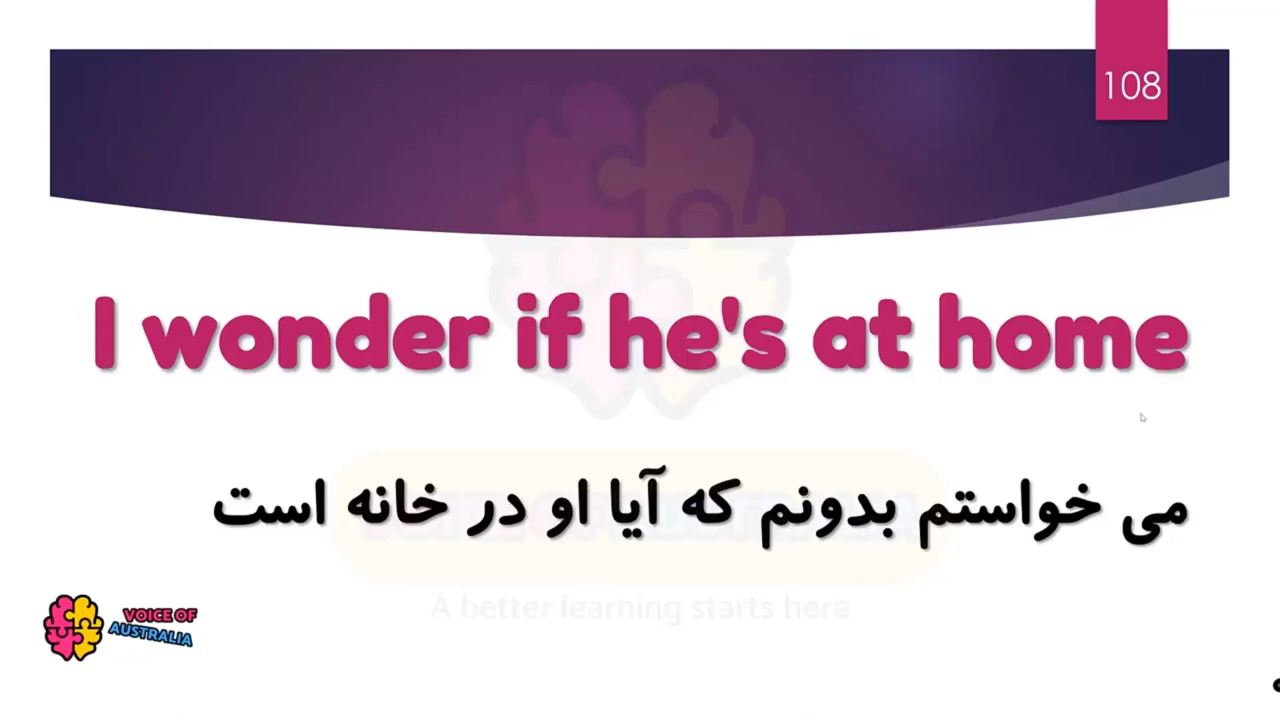 108
I wonder if he's at home
می خواستم بدونم که آیا او در خانه است
A better learning starts here
VOICE OF
AUSTRALIA